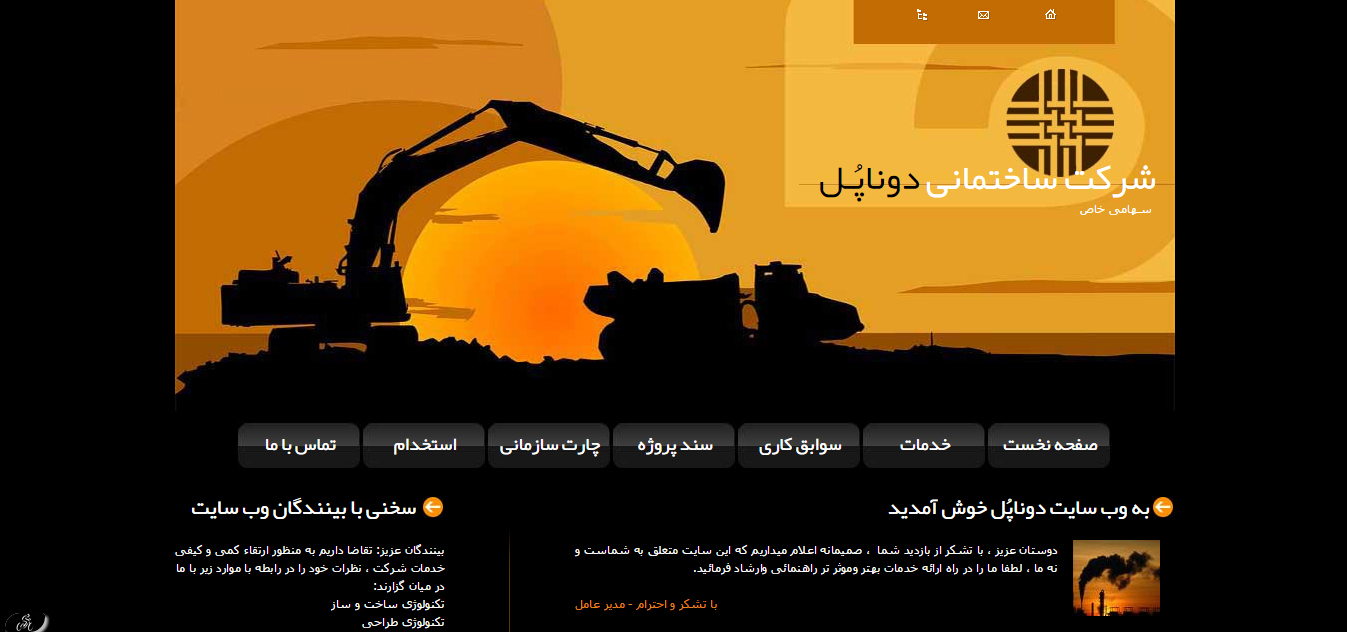 شرکت ساختمانی دوناپُـل
سـهامی خاص
صفحه نخست
خدمات
سوابق کاری
سند پروژه
چارت سازمانی
استخدام
تماس با ما
به وب سایت دوناپُل خوش آمدید
دوستان عزیز ، با تشکر از بازدید شما ، صمیمانه اعلام میداریم که این سایت متعلق به شماست و
نه ما ، لطفا ما را در راه ارائه خدمات بهتر وموثر تر راهنمائی وارشاد فرمائید.
با تشکر و احترام - مدیر عامل
سخنی با بینندگان وب سایت
بینندگان عزیز: تقاضا داریم به منظور ارتقاء کمی و کیفی
خدمات شرکت ، نظرات خود را در رابطه با موارد زیر با ما
در میان گزارند:
تکنولوژی ساخت و ساز
تکنولوژی طراحی